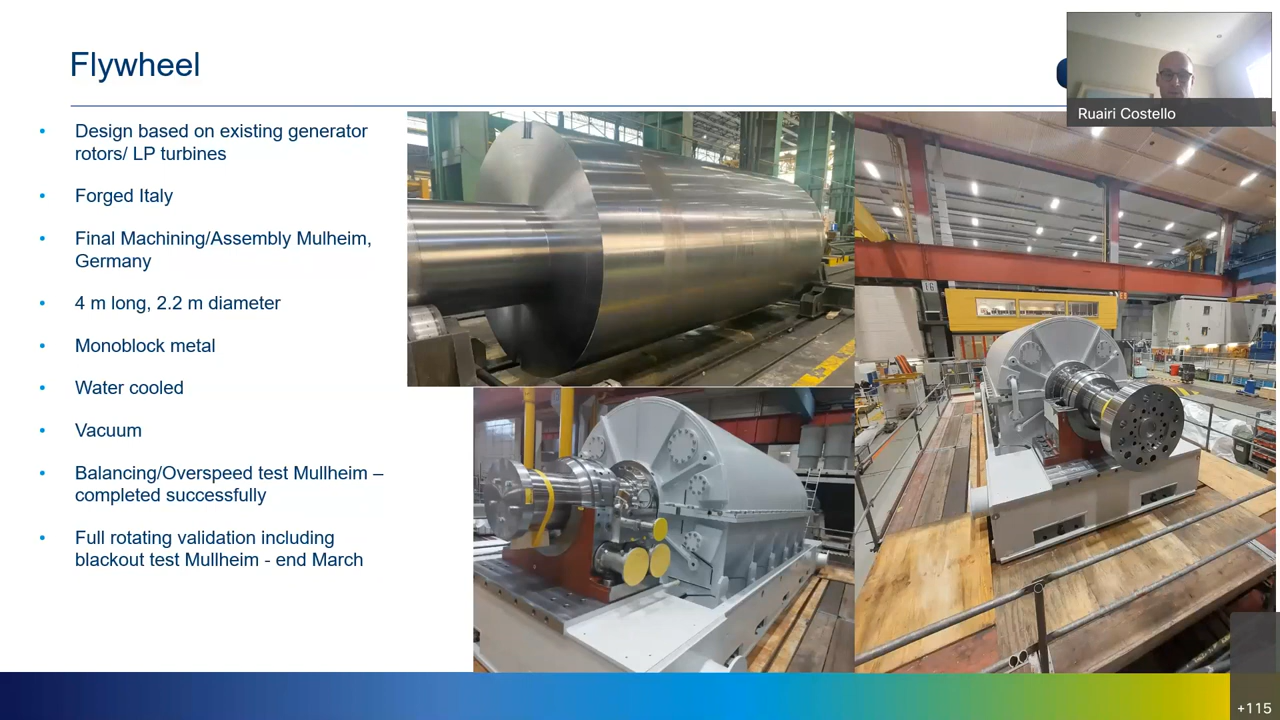 Flywheel
Ruairi Costello
• Design based on existing generator
rotors/ LP turbines
• Forged Italy
• Final Machining/Assembly Mulheim,
Germany
• 4 m long, 2.2 m diameter
• Monoblock metal
• Water cooled
• Vacuum
• Balancing/Overspeed test Mullheim –
completed successfully
• Full rotating validation including
blackout test Mullheim - end March
16
+115